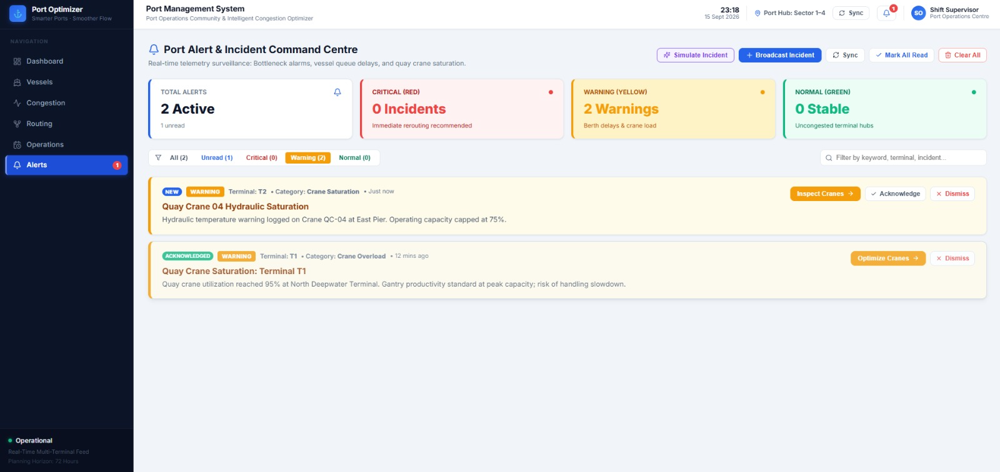 Port Optimizer
Smarter Ports · Smoother Flow
NAVIGATION
Dashboard
Vessels
Congestion
Routing
Operations
Alerts 1
Operational
Real-Time Multi-Terminal Feed
Planning Horizon: 72 Hours
Port Management System
Port Operations Community & Intelligent Congestion Optimizer
23:18
15 Sept 2026
Port Hub: Sector 1–4
Sync
1
SO
Shift Supervisor
Port Operations Centre
Port Alert & Incident Command Centre
Real-time telemetry surveillance: Bottleneck alarms, vessel queue delays, and quay crane saturation.
Simulate Incident
Broadcast Incident
Sync
Mark All Read
Clear All
TOTAL ALERTS
2 Active
1 unread
CRITICAL (RED)
0 Incidents
Immediate rerouting recommended
WARNING (YELLOW)
2 Warnings
Berth delays & crane load
NORMAL (GREEN)
0 Stable
Uncongested terminal hubs
All (2) Unread (1) Critical (0) Warning (2) Normal (0)
Filter by keyword, terminal, incident...
NEW WARNING Terminal: T2 • Category: Crane Saturation • Just now
Quay Crane 04 Hydraulic Saturation
Hydraulic temperature warning logged on Crane QC-04 at East Pier. Operating capacity capped at 75%.
Inspect Cranes → Acknowledge Dismiss
ACKNOWLEDGED WARNING Terminal: T1 • Category: Crane Overload • 12 mins ago
Quay Crane Saturation: Terminal T1
Quay crane utilization reached 95% at North Deepwater Terminal. Gantry productivity standard at peak capacity; risk of handling slowdown.
Optimize Cranes → Dismiss